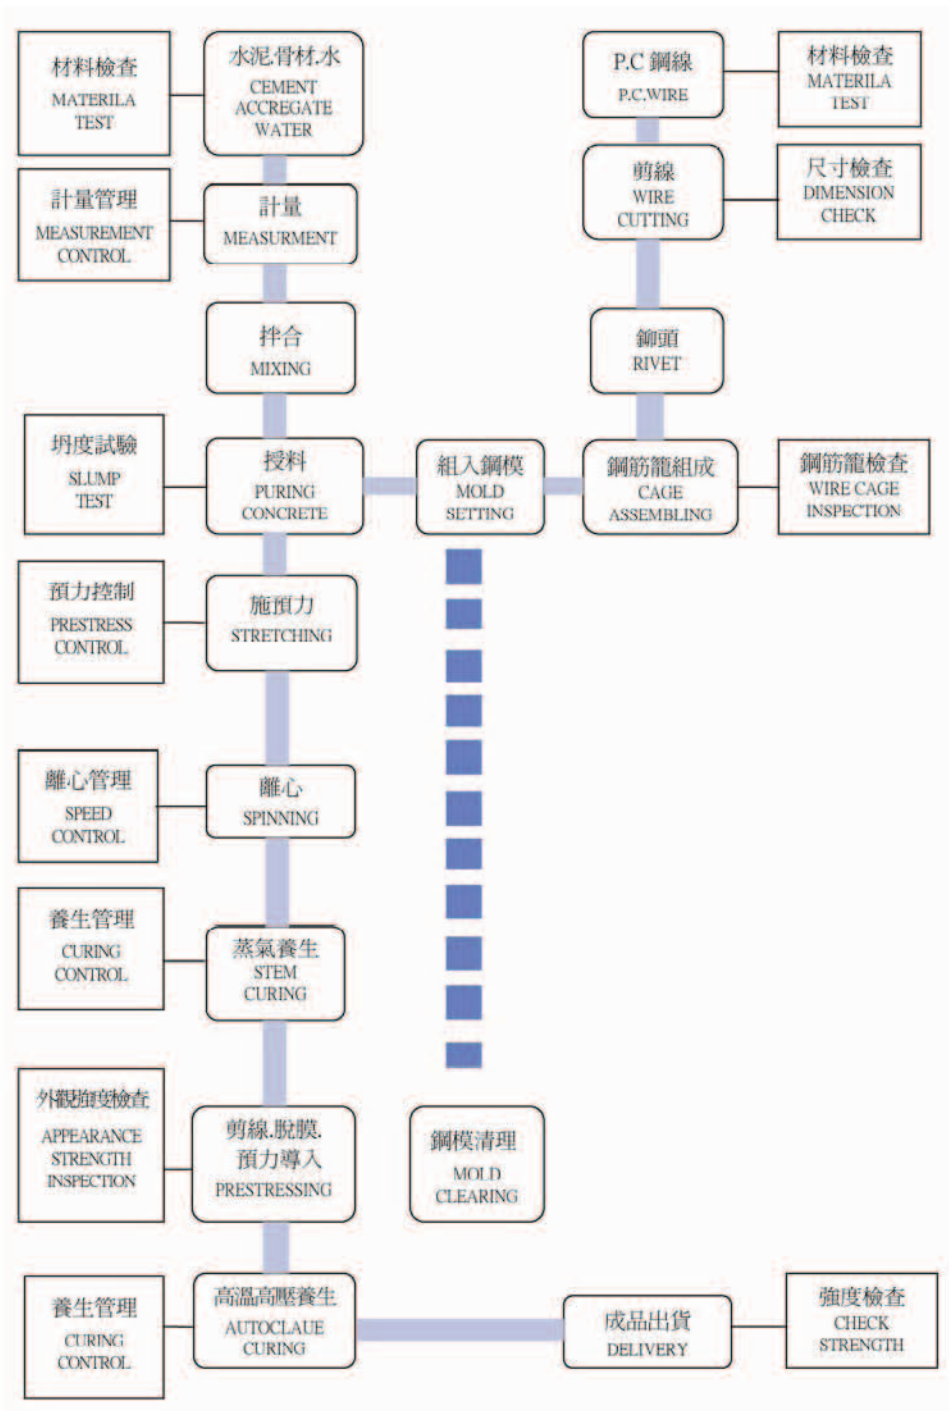 材料檢查
MATERILA
TEST
水泥.骨材.水
CEMENT
ACCREGATE
WATER
P.C 鋼線
P.C.WIRE
材料檢查
MATERILA
TEST
計量管理
MEASUREMENT
CONTROL
計量
MEASURMENT
剪線
WIRE
CUTTING
尺寸檢查
DIMENSION
CHECK
拌合
MIXING
鉚頭
RIVET
坍度試驗
SLUMP
TEST
授料
PURING
CONCRETE
組入鋼模
MOLD
SETTING
鋼筋籠組成
CAGE
ASSEMBLING
鋼筋籠檢查
WIRE CAGE
INSPECTION
預力控制
PRESTRESS
CONTROL
施預力
STRETCHING
離心管理
SPEED
CONTROL
離心
SPINNING
養生管理
CURING
CONTROL
蒸氣養生
STEM
CURING
外觀強度檢查
APPEARANCE
STRENGTH
INSPECTION
剪線.脫膜.
預力導入
PRESTRESSING
鋼模清理
MOLD
CLEARING
養生管理
CURING
CONTROL
高溫高壓養生
AUTOCLAUE
CURING
成品出貨
DELIVERY
強度檢查
CHECK
STRENGTH